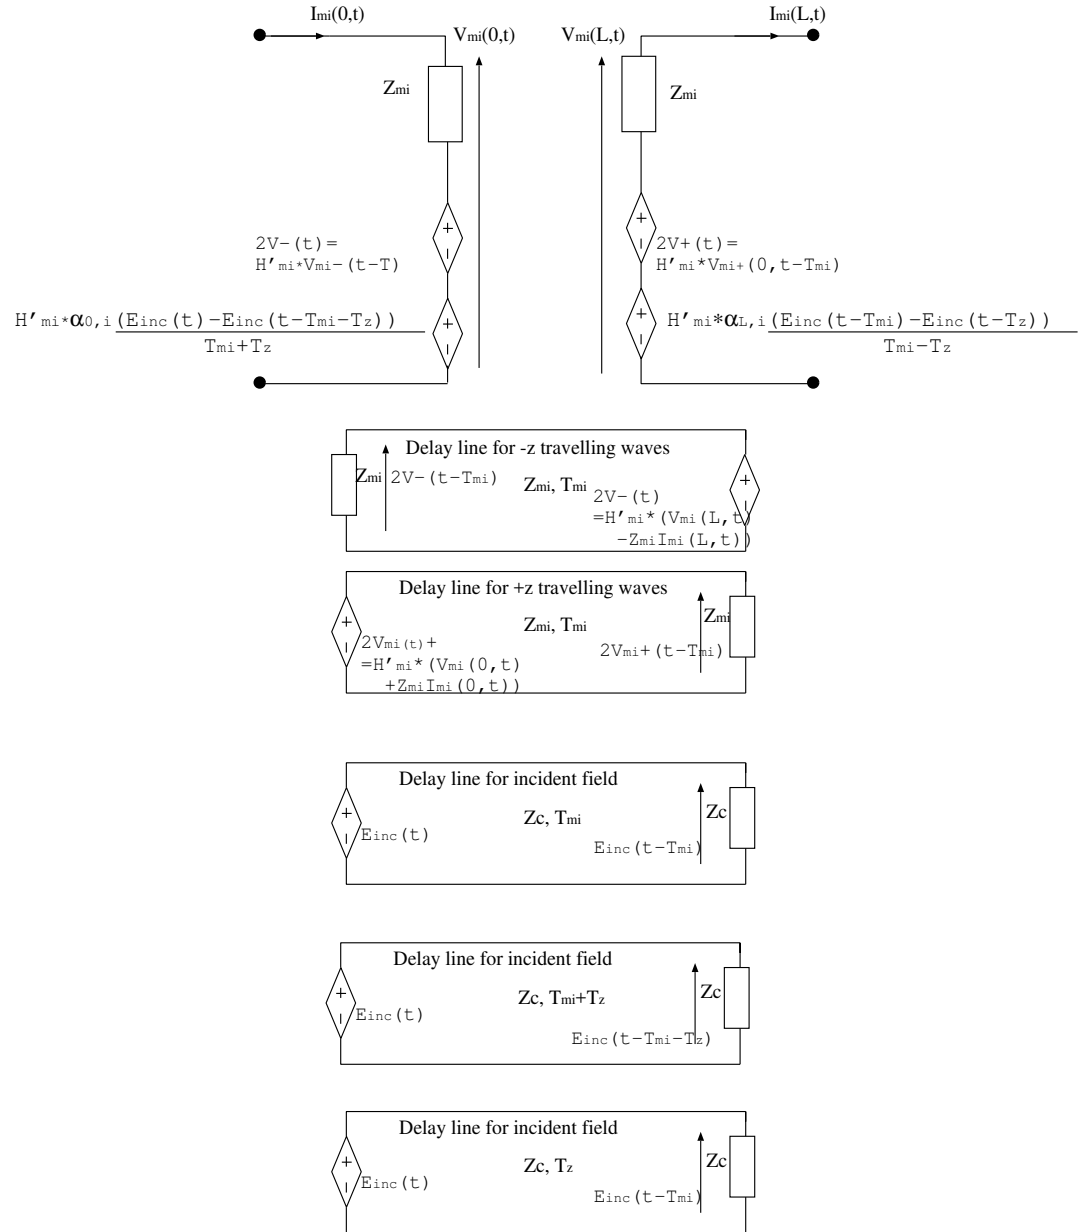 Imi(0,t)
Imi(L,t)
Vmi(0,t)
Vmi(L,t)
Zmi
Zmi
+
−
+
−
2V−(t)=
H'mi*Vmi−(t−T)
2V+(t)=
H'mi*Vmi+(0,t−Tmi)
+
−
+
−
H'mi*α0,i(Einc(t)−Einc(t−Tmi−Tz))
Tmi+Tz
H'mi*αL,i(Einc(t−Tmi)−Einc(t−Tz))
Tmi−Tz
Delay line for -z travelling waves
Zmi
2V−(t−Tmi)
Zmi, Tmi
+
−
2V−(t)
=H'mi*(Vmi(L,t)
−ZmiImi(L,t))
Delay line for +z travelling waves
Zmi, Tmi
Zmi
+
−
2Vmi(t)+
=H'mi*(Vmi(0,t)
+ZmiImi(0,t))
2Vmi+(t−Tmi)
Delay line for incident field
Zc, Tmi
Zc
+
−
Einc(t)
Einc(t−Tmi)
Delay line for incident field
Zc, Tmi+Tz
Zc
+
−
Einc(t)
Einc(t−Tmi−Tz)
Delay line for incident field
Zc, Tz
Zc
+
−
Einc(t)
Einc(t−Tmi)